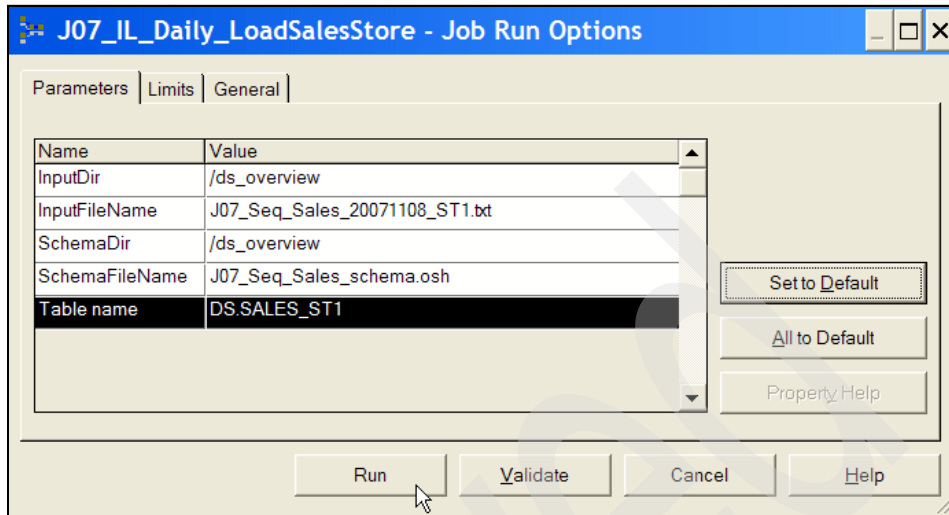 J07_IL_Daily_LoadSalesStore - Job Run Options
Parameters Limits General
Name Value
InputDir /ds_overview
InputFileName J07_Seq_Sales_20071108_ST1.txt
SchemaDir /ds_overview
SchemaFileName J07_Seq_Sales_schema.osh
Table name DS.SALES_ST1
Set to Default
All to Default
Property Help
Run Validate Cancel Help